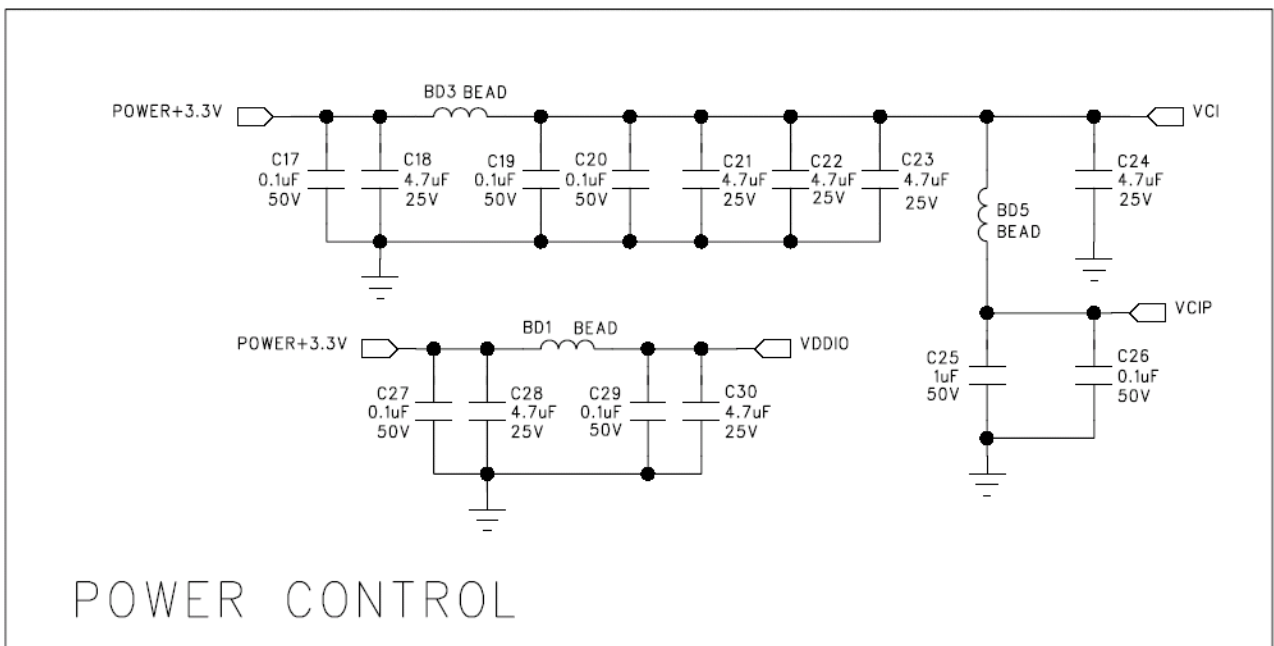 BD3 BEAD
POWER+3.3V
VCI
C17
0.1uF
50V
C18
4.7uF
25V
C19
0.1uF
50V
C20
0.1uF
50V
C21
4.7uF
25V
C22
4.7uF
25V
C23
4.7uF
25V
C24
4.7uF
25V
BD5
BEAD
VCIP
BD1 BEAD
POWER+3.3V
VDDIO
C25
1uF
50V
C26
0.1uF
50V
C27
0.1uF
50V
C28
4.7uF
25V
C29
0.1uF
50V
C30
4.7uF
25V
POWER CONTROL